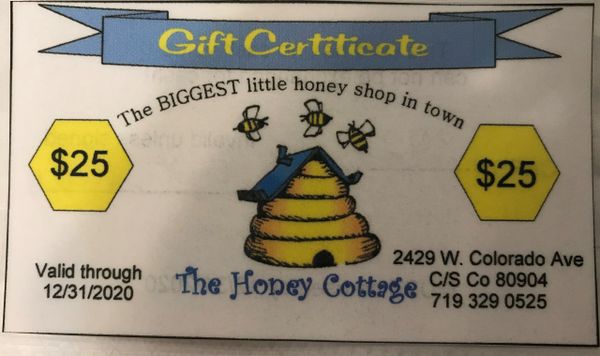 Gift Certificate
The BIGGEST little honey shop in town
$25
$25
Valid through
12/31/2020
The Honey Cottage
2429 W. Colorado Ave
C/S Co 80904
719 329 0525